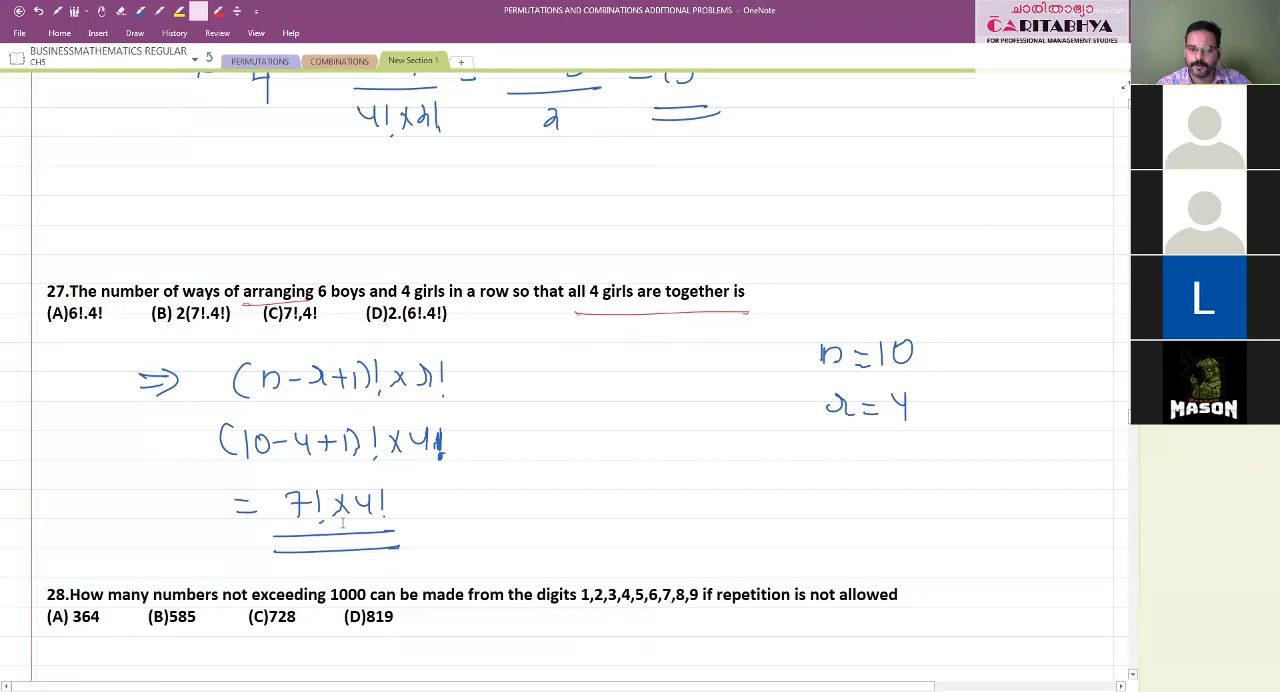 PERMUTATIONS AND COMBINATIONS ADDITIONAL PROBLEMS - OneNote
ചാരിതാഭ്യാ
CARITABHYA
FOR PROFESSIONAL MANAGEMENT STUDIES
File Home Insert Draw History Review View Help
BUSINESSMATHEMATICS REGULAR
CH5
5
PERMUTATIONS COMBINATIONS New Section 1 +
4! × 2! 2
27.The number of ways of arranging 6 boys and 4 girls in a row so that all 4 girls are together is
(A)6!.4! (B) 2(7!.4!) (C)7!,4! (D)2.(6!.4!)
n = 10
⇒ (n-r+1)! × r!
r = 4
(10-4+1)! × 4!
= 7! × 4!
28.How many numbers not exceeding 1000 can be made from the digits 1,2,3,4,5,6,7,8,9 if repetition is not allowed
(A) 364 (B)585 (C)728 (D)819
L
MASON